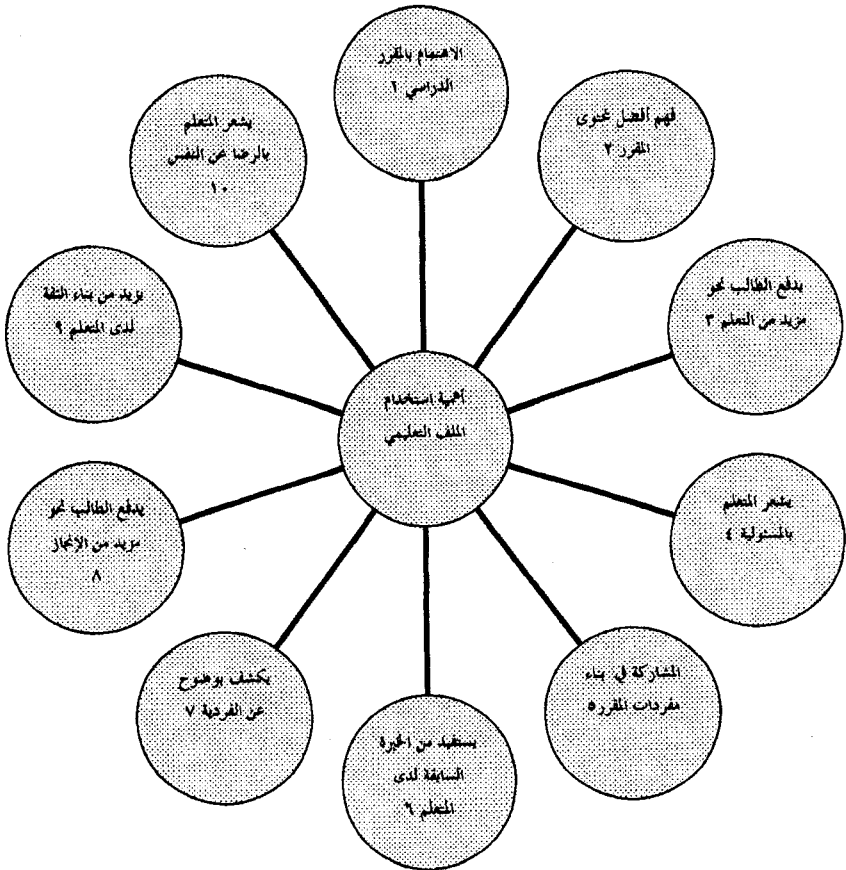 الاهتمام بالمقرر
الدراسي ١
فهم أفضل لمحتوى
المقرر ٢
يدفع الطالب نحو
مزيد من التعلم ٣
يشعر المتعلم
بالمسئولية ٤
المشاركة في بناء
مفردات المقرر٥
يستفيد من الخبرة
السابقة لدى
المتعلم ٦
يكشف بوضوح
عن الفردية ٧
يدفع الطالب نحو
مزيد من الإنجاز
٨
يزيد من بناء الثقة
لدى المتعلم ٩
يشعر المتعلم
بالرضا عن النفس
١٠
أهمية استخدام
الملف التعليمي